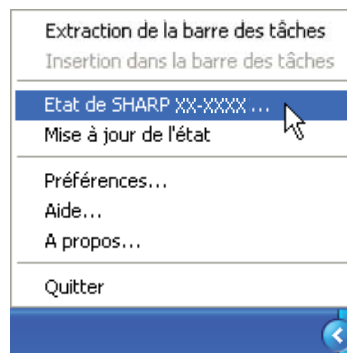 Extraction de la barre des tâches
Insertion dans la barre des tâches
Etat de SHARP XX-XXXX ...
Mise à jour de l'état
Préférences...
Aide...
A propos...
Quitter